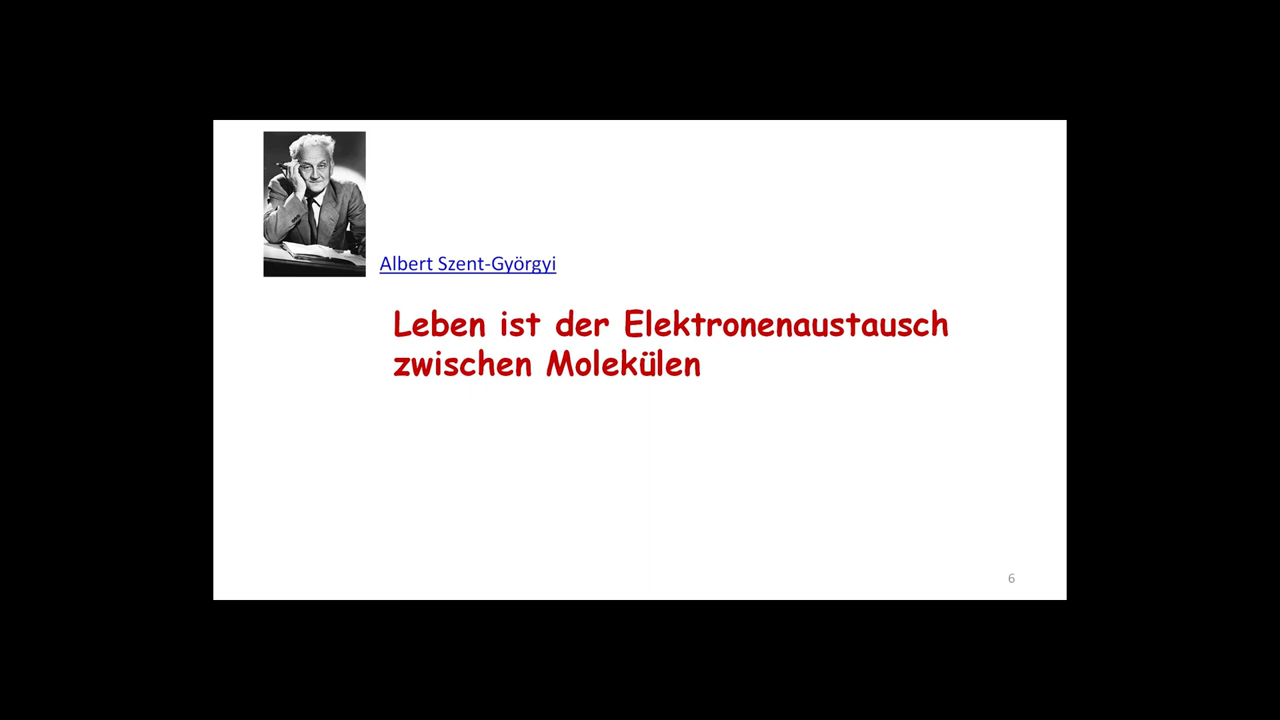 Albert Szent-Györgyi
Leben ist der Elektronenaustausch
zwischen Molekülen
6